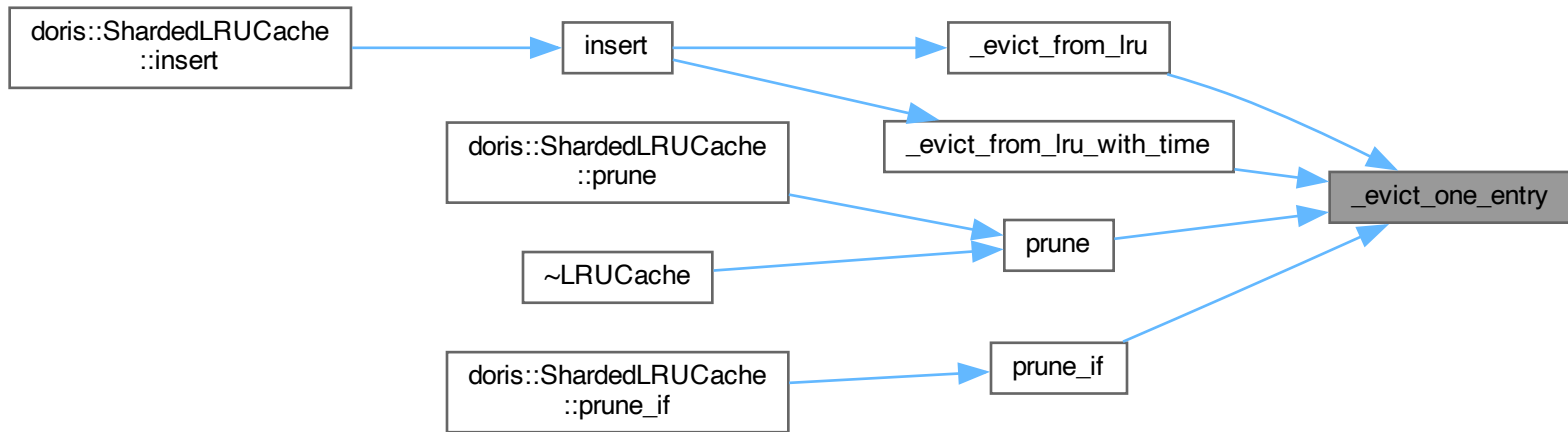 doris::ShardedLRUCache
::insert
insert
_evict_from_lru
_evict_from_lru_with_time
doris::ShardedLRUCache
::prune
_evict_one_entry
prune
~LRUCache
prune_if
doris::ShardedLRUCache
::prune_if